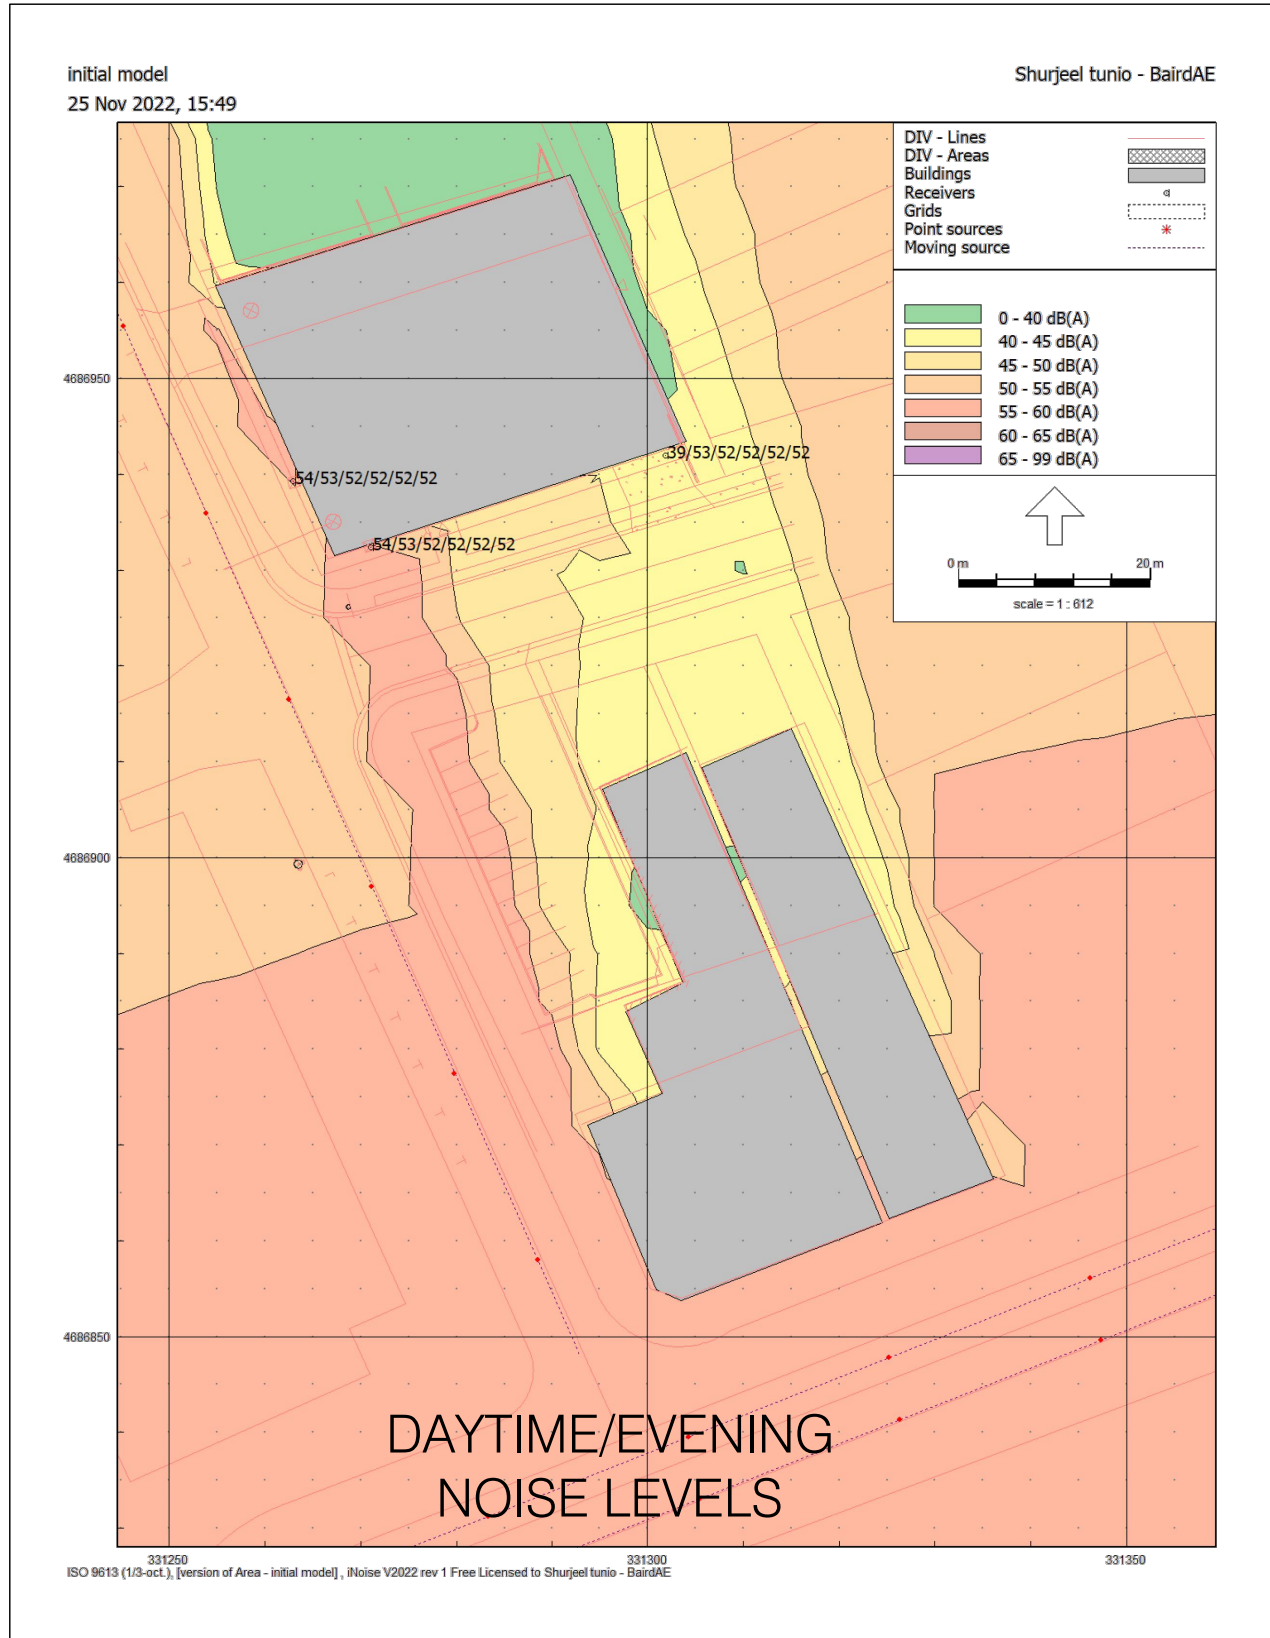 initial model
Shurjeel tunio - BairdAE
25 Nov 2022, 15:49
DIV - Lines
DIV - Areas
Buildings
Receivers
Grids
Point sources
Moving source
0 - 40 dB(A)
40 - 45 dB(A)
45 - 50 dB(A)
50 - 55 dB(A)
55 - 60 dB(A)
60 - 65 dB(A)
65 - 99 dB(A)
0 m
20 m
scale = 1 : 612
4686950
39/53/52/52/52/52
54/53/52/52/52/52
54/53/52/52/52/52
4686900
4686850
DAYTIME/EVENING
NOISE LEVELS
331250
331300
331350
ISO 9613 (1/3-oct.), [version of Area - initial model] , iNoise V2022 rev 1 Free Licensed to Shurjeel tunio - BairdAE